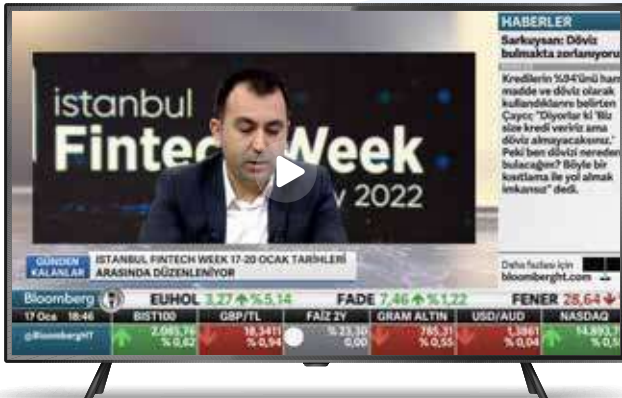 HABERLER
Sarkuysan: Döviz
bulmakta zorlanıyoru
Kredilerin %94'ünü ham
madde ve döviz olarak
kullandıklarını belirten
Çaycı: "Diyorlar ki 'Biz
size kredi veririz ama
döviz almayacaksınız.'
Peki ben dövizi nereden
bulacağım? Böyle bir
kısıtlama ile yol almak
imkansız" dedi.
Daha fazlası için
bloomberght.com
istanbul
Fintech Week
2022
GÜNDEN
KALANLAR
İSTANBUL FINTECH WEEK 17-20 OCAK TARİHLERİ
ARASINDA DÜZENLENİYOR
Bloomberg EUHOL 3,27 %5,14 FADE 7,46 %1,22 FENER 28,64
17 Oca 18:46 BIST100 GBP/TL FAİZ 2Y GRAM ALTIN USD/AUD NASDAQ
@BloombergHT 2.085,76 18,3411 %23,30 785,31 1,3861 14.893,7
%0,62 %0,94 0,00 %0,55 %0,04